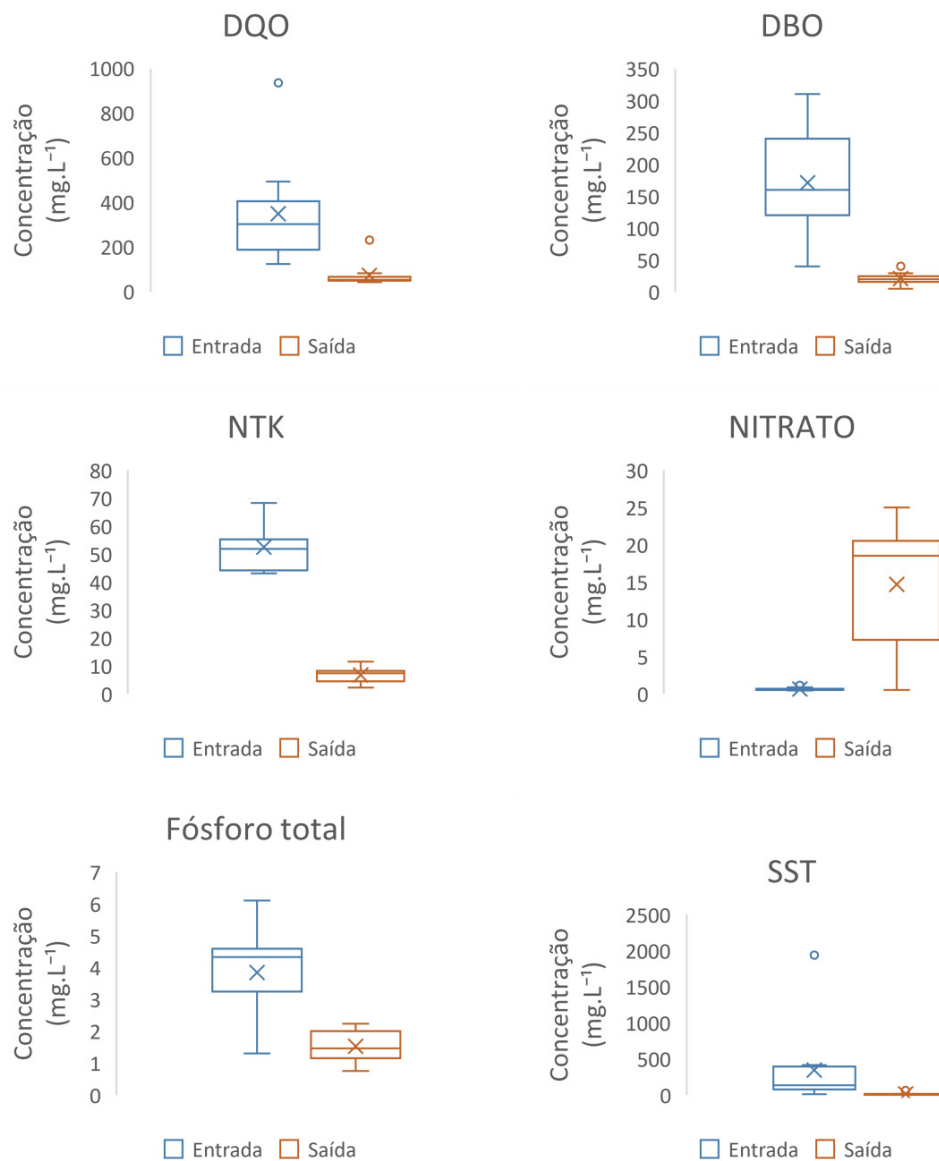 DQO
Concentração
(mg.L⁻¹)
1000
800
600
400
200
0
Entrada Saída
DBO
Concentração
(mg.L⁻¹)
350
300
250
200
150
100
50
0
Entrada Saída
NTK
Concentração
(mg.L⁻¹)
80
70
60
50
40
30
20
10
0
Entrada Saída
NITRATO
Concentração
(mg.L⁻¹)
30
25
20
15
10
5
0
Entrada Saída
Fósforo total
Concentração
(mg.L⁻¹)
7
6
5
4
3
2
1
0
Entrada Saída
SST
Concentração
(mg.L⁻¹)
2500
2000
1500
1000
500
0
Entrada Saída